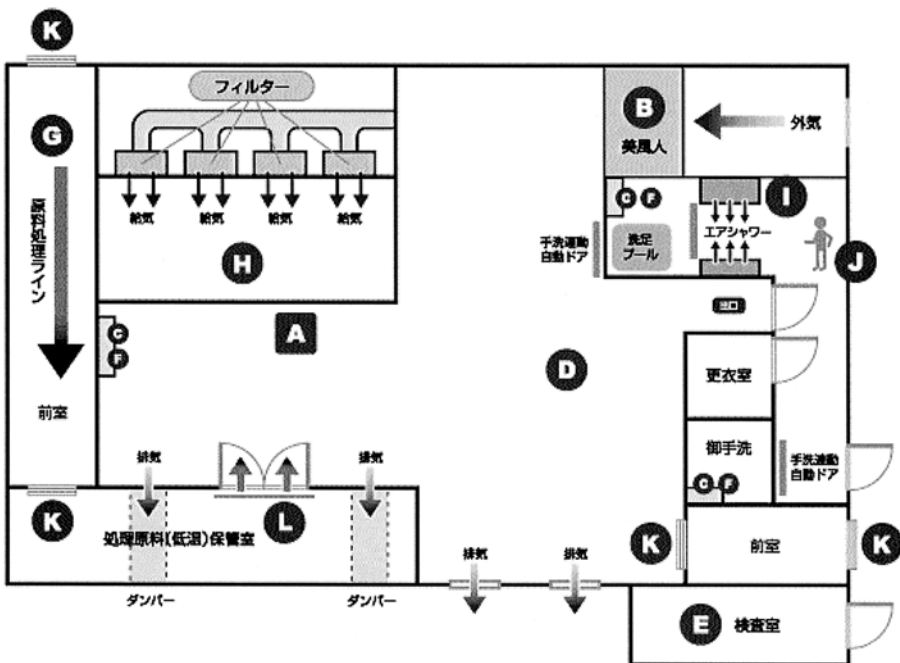 K
フィルター
G
B
美風人
外気
給気
給気
給気
給気
原料処理ライン
C
F
I
エアシャワー
手洗連動
自動ドア
洗足
プール
J
H
出口
A
C
F
D
更衣室
前室
御手洗
排気
排気
手洗連動
自動ドア
C
F
K
L
処理原料(低温)保管室
K
前室
K
排気
排気
ダンパー
ダンパー
E
検査室